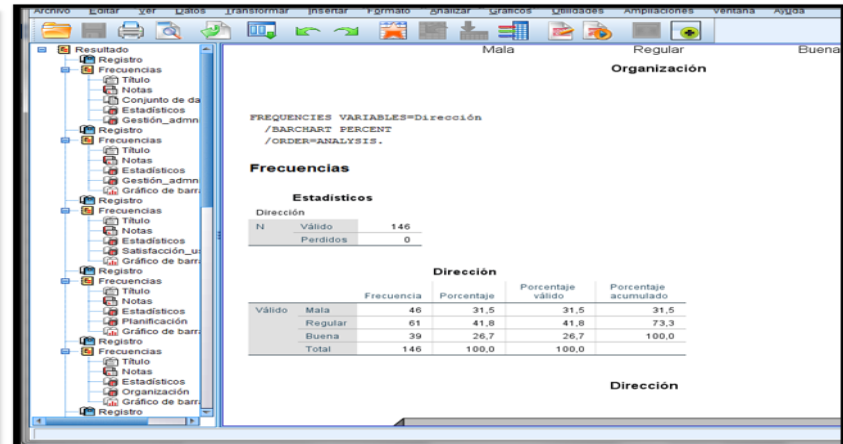 Archivo Editar Ver Datos Transformar Insertar Formato Analizar Gráficos Utilidades Ampliaciones Ventana Ayuda
Resultado
Registro
Frecuencias
Título
Notas
Conjunto de da
Estadísticos
Gestión_admn
Registro
Frecuencias
Título
Notas
Estadísticos
Gestión_admn
Gráfico de barr
Registro
Frecuencias
Título
Notas
Estadísticos
Satisfacción_u
Gráfico de barr
Registro
Frecuencias
Título
Notas
Estadísticos
Planificación
Gráfico de barr
Registro
Frecuencias
Título
Notas
Estadísticos
Organización
Gráfico de barr
Registro
Mala Regular Buena
Organización
FREQUENCIES VARIABLES=Dirección
/BARCHART PERCENT
/ORDER=ANALYSIS.
Frecuencias
Estadísticos
Dirección
N Válido 146
Perdidos 0
Dirección
Frecuencia Porcentaje Porcentaje válido Porcentaje acumulado
Válido Mala 46 31,5 31,5 31,5
Regular 61 41,8 41,8 73,3
Buena 39 26,7 26,7 100,0
Total 146 100,0 100,0
Dirección